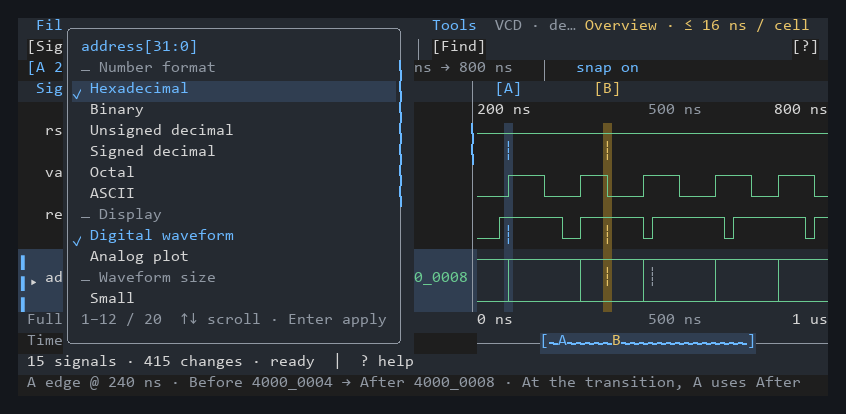 Fil Tools VCD · de… Overview · ≤ 16 ns / cell
[Sig [Find] [?]
address[31:0]
[A 2 ns → 800 ns │ snap on
— Number format
Sig [A] [B]
✓ Hexadecimal
Binary 200 ns 500 ns 800 ns
rs Unsigned decimal
Signed decimal
va Octal
ASCII
re — Display
✓ Digital waveform
Analog plot
▸ ad — Waveform size 0_0008
Small
Full 1–12 / 20 ↑↓ scroll · Enter apply 0 ns 500 ns 1 us
Time [ A B ]
15 signals · 415 changes · ready │ ? help
A edge @ 240 ns · Before 4000_0004 → After 4000_0008 · At the transition, A uses After